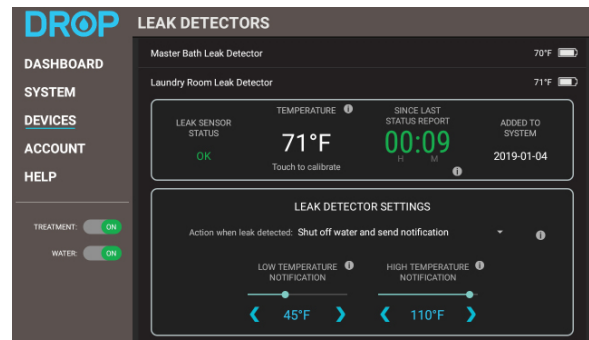 DROP
LEAK DETECTORS
DASHBOARD
SYSTEM
DEVICES
ACCOUNT
HELP
TREATMENT: ON
WATER: ON
Master Bath Leak Detector 70°F
Laundry Room Leak Detector 71°F
LEAK SENSOR
STATUS
OK
TEMPERATURE
71°F
Touch to calibrate
SINCE LAST
STATUS REPORT
00:09
H M
ADDED TO
SYSTEM
2019-01-04
LEAK DETECTOR SETTINGS
Action when leak detected: Shut off water and send notification
LOW TEMPERATURE
NOTIFICATION
45°F
HIGH TEMPERATURE
NOTIFICATION
110°F